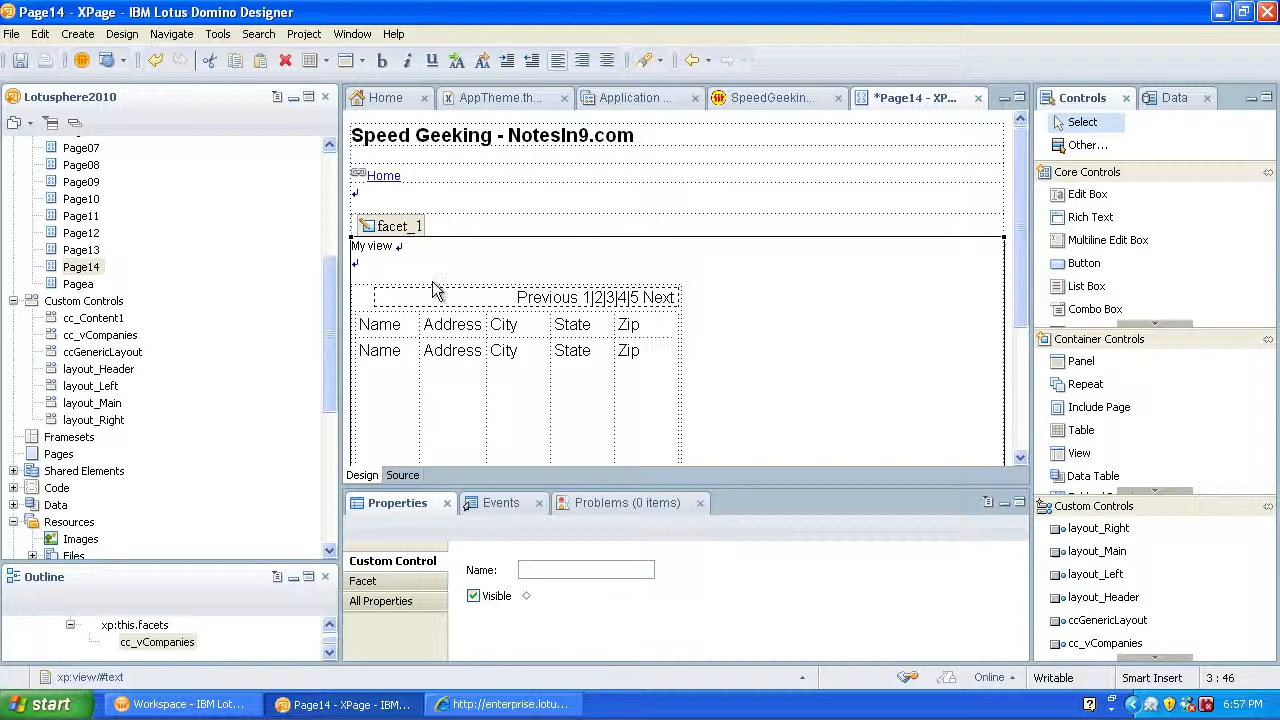 Page14 - XPage - IBM Lotus Domino Designer
File Edit Create Design Navigate Tools Search Project Window Help
b i U
Lotusphere2010
Home AppTheme.th... Application ... SpeedGeekin... *Page14 - XP...
Controls Data
Page07
Page08
Page09
Page10
Page11
Page12
Page13
Page14
Pagea
Custom Controls
cc_Content1
cc_vCompanies
ccGenericLayout
layout_Header
layout_Left
layout_Main
layout_Right
Framesets
Pages
Shared Elements
Code
Data
Resources
Images
Files
Outline
xp:this.facets
cc_vCompanies
Speed Geeking - NotesIn9.com
Home
facet_1
My view
Previous 1|2|3|4|5 Next
Name Address City State Zip
Name Address City State Zip
Design Source
Properties Events Problems (0 items)
Custom Control
Facet
All Properties
Name:
Visible
Select
Other...
Core Controls
Edit Box
Rich Text
Multiline Edit Box
Button
List Box
Combo Box
Container Controls
Panel
Repeat
Include Page
Table
View
Data Table
Custom Controls
layout_Right
layout_Main
layout_Left
layout_Header
ccGenericLayout
cc_vCompanies
xp:view/#text
Online Writable Smart Insert 3 : 46
start Workspace - IBM Lot... Page14 - XPage - IBM... http://enterprise.lotu...
6:57 PM